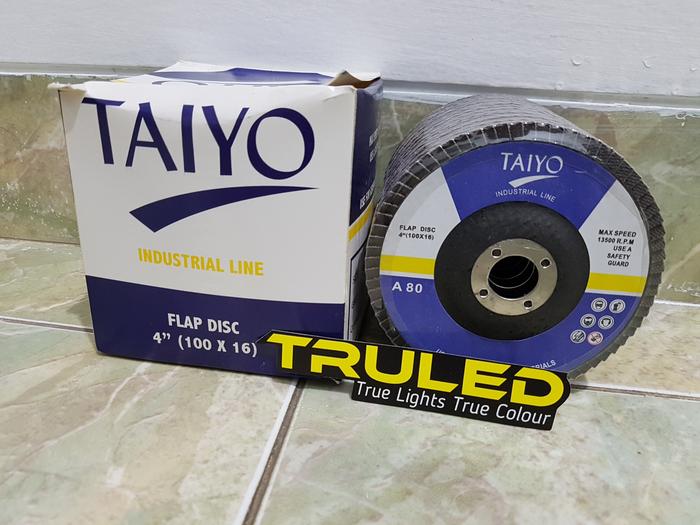 TAIYO
INDUSTRIAL LINE
FLAP DISC
4" (100 X 16)
TAIYO
INDUSTRIAL LINE
FLAP DISC
4"(100X16)
MAX SPEED
13500 R.P.M
USE A
SAFETY
GUARD
A 80
TRULED
True Lights True Colour